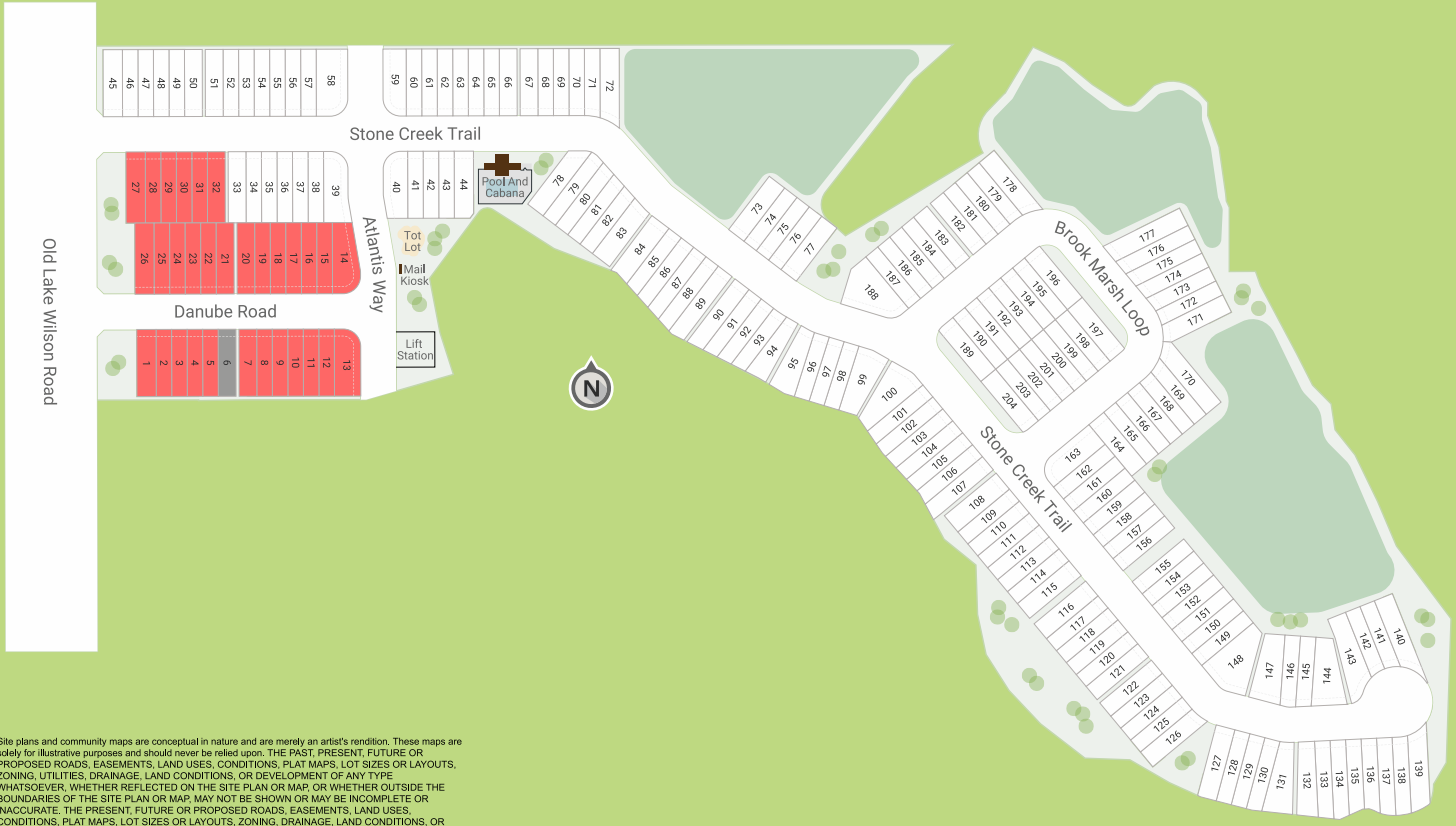 45 46 47 48 49 50 51 52 53 54 55 56 57 58
59 60 61 62 63 64 65 66 67 68 69 70 71 72
Stone Creek Trail
27 28 29 30 31 32 33 34 35 36 37 38 39
40 41 42 43 44
Pool And
Cabana
78 79 80 81 82 83 84 85 86 87 88 89 90 91 92 93 94 95 96 97 98 99
73 74 75 76 77
26 25 24 23 22 21 20 19 18 17 16 15 14
Atlantis Way
Tot
Lot
Mail
Kiosk
Old Lake Wilson Road
Danube Road
1 2 3 4 5 6 7 8 9 10 11 12 13
Lift
Station
N
188 187 186 185 184 183 182 181 180 179 178
Brook Marsh Loop
177
176
175
174
173
172
171
189 190 191 192 193 194 195 196
204 203 202 201 200 199 198 197
170
169
168
167
166
165
164
100
101
102
103
104
105
106
107
108
109
110
111
112
113
114
115
116
117
118
119
120
121
122
123
124
125
126
Stone Creek Trail
163
162
161
160
159
158
157
156
155
154
153
152
151
150
149
148
147 146 145 144 143 142 141 140
127 128 129 130 131 132 133 134 135 136 137 138 139
Site plans and community maps are conceptual in nature and are merely an artist's rendition. These maps are
solely for illustrative purposes and should never be relied upon. THE PAST, PRESENT, FUTURE OR
PROPOSED ROADS, EASEMENTS, LAND USES, CONDITIONS, PLAT MAPS, LOT SIZES OR LAYOUTS,
ZONING, UTILITIES, DRAINAGE, LAND CONDITIONS, OR DEVELOPMENT OF ANY TYPE
WHATSOEVER, WHETHER REFLECTED ON THE SITE PLAN OR MAP, OR WHETHER OUTSIDE THE
BOUNDARIES OF THE SITE PLAN OR MAP, MAY NOT BE SHOWN OR MAY BE INCOMPLETE OR
INACCURATE. THE PRESENT, FUTURE OR PROPOSED ROADS, EASEMENTS, LAND USES,
CONDITIONS, PLAT MAPS, LOT SIZES OR LAYOUTS, ZONING, DRAINAGE, LAND CONDITIONS, OR